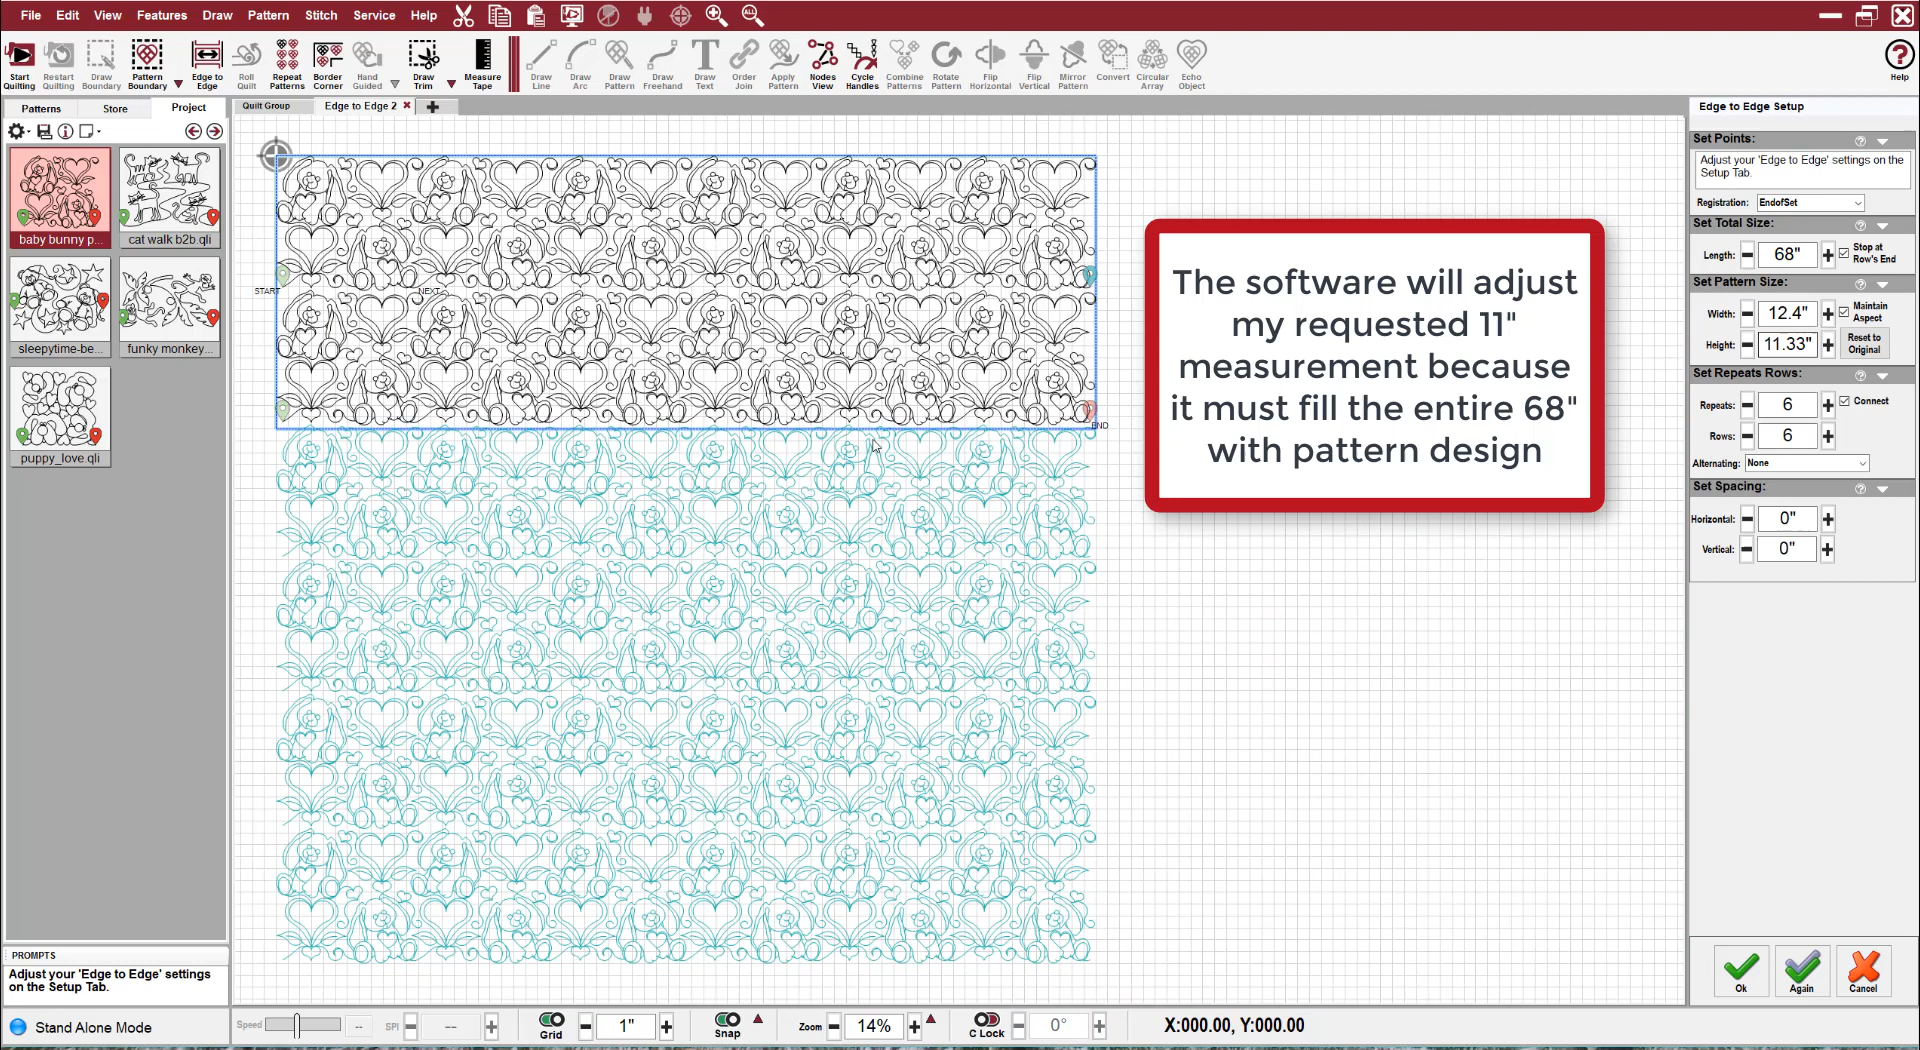 File Edit View Features Draw Pattern Stitch Service Help
ALL
Start Quilting
Restart Quilting
Draw Boundary
Pattern Boundary
Edge to Edge
Roll Quilt
Repeat Patterns
Border Corner
Hand Guided
Draw Trim
Measure Tape
Draw Line
Draw Arc
Draw Pattern
Draw Freehand
Draw Text
Order Join
Apply Pattern
Nodes View
Cycle Handles
Combine Patterns
Rotate Pattern
Flip Horizontal
Flip Vertical
Mirror Pattern
Convert
Circular Array
Echo Object
Help
Patterns Store Project
Quilt Group
Edge to Edge 2
baby bunny p...
cat walk b2b.qli
sleepytime-be...
funky monkey...
puppy_love.qli
START
NEXT
END
The software will adjust
my requested 11"
measurement because
it must fill the entire 68"
with pattern design
Edge to Edge Setup
Set Points:
Adjust your 'Edge to Edge' settings on the
Setup Tab.
Registration: EndofSet
Set Total Size:
Length: 68" Stop at
Row's End
Set Pattern Size:
Width: 12.4" Maintain
Aspect
Height: 11.33" Reset to
Original
Set Repeats Rows:
Repeats: 6 Connect
Rows: 6
Alternating: None
Set Spacing:
Horizontal: 0"
Vertical: 0"
Ok Again Cancel
PROMPTS
Adjust your 'Edge to Edge' settings
on the Setup Tab.
Stand Alone Mode
Speed -- SPI --
Grid 1"
Snap
Zoom 14%
C Lock 0°
X:000.00, Y:000.00